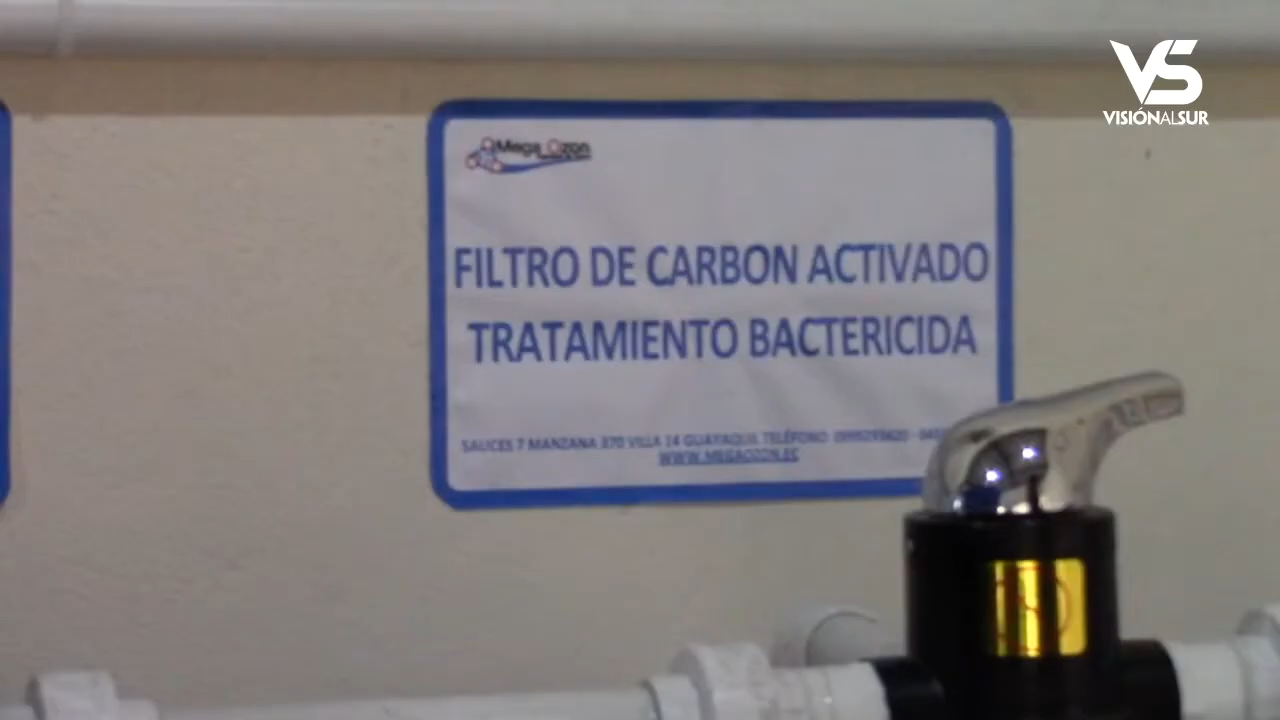 VS
VISIÓNALSUR
Mega Ozon
FILTRO DE CARBON ACTIVADO
TRATAMIENTO BACTERICIDA
SAUCES 7 MANZANA 370 VILLA 14 GUAYAQUIL TELÉFONO:
WWW.MEGAOZON.EC